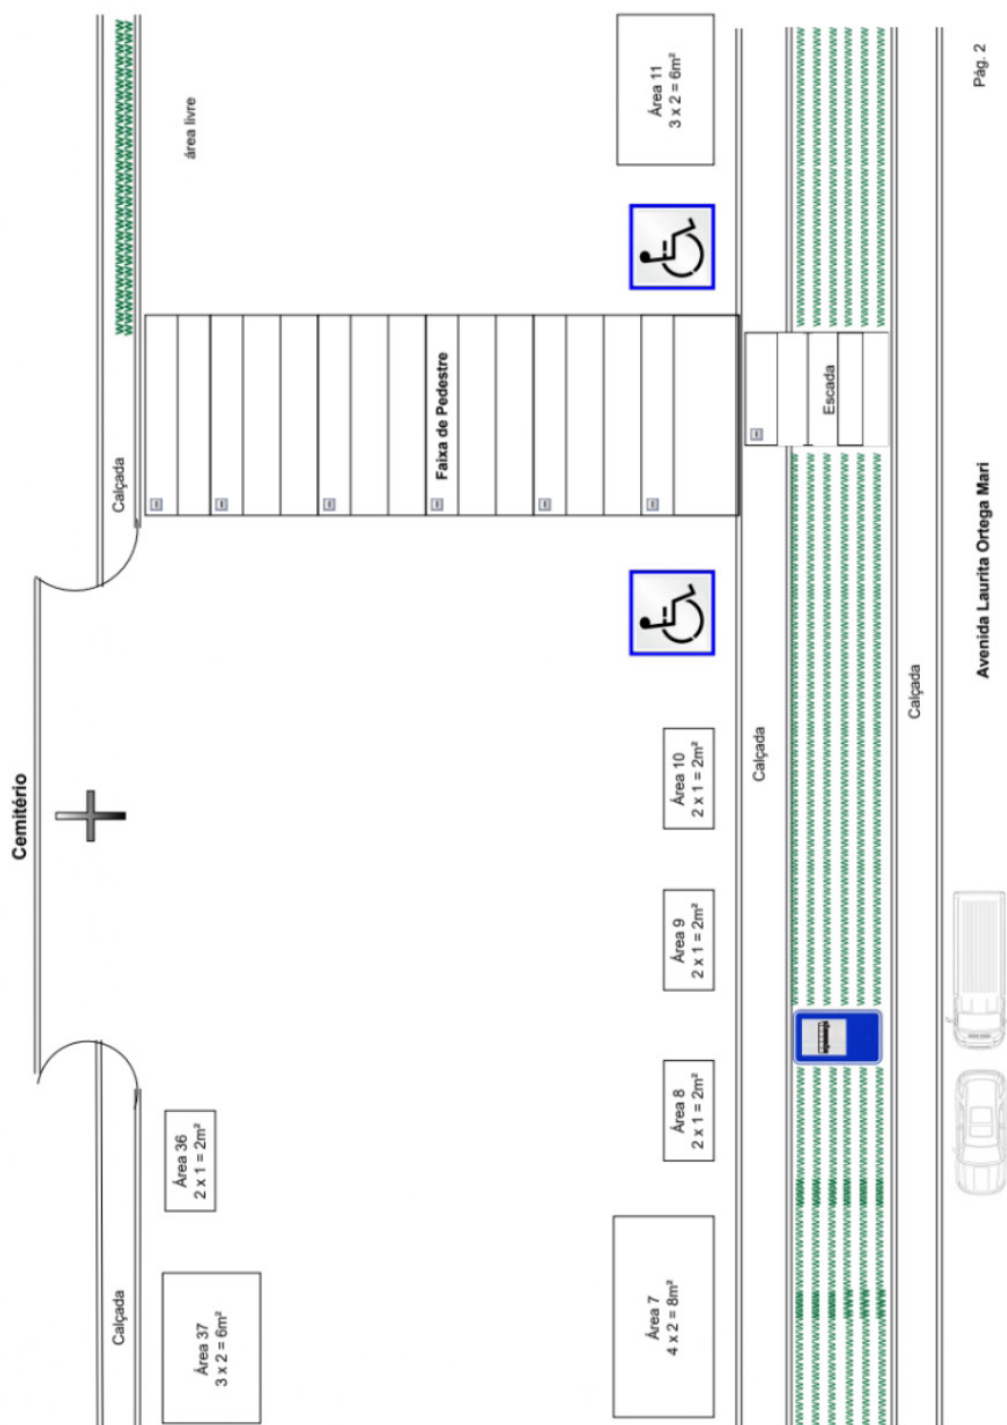 Cemitério
Calçada
Calçada
Calçada
área livre
Área 37
3 x 2 = 6m²
Área 36
2 x 1 = 2m²
Faixa de Pedestre
Área 7
4 x 2 = 8m²
Área 8
2 x 1 = 2m²
Área 9
2 x 1 = 2m²
Área 10
2 x 1 = 2m²
Área 11
3 x 2 = 6m²
Calçada
Escada
Calçada
Avenida Laurita Ortega Mari
Pág. 2